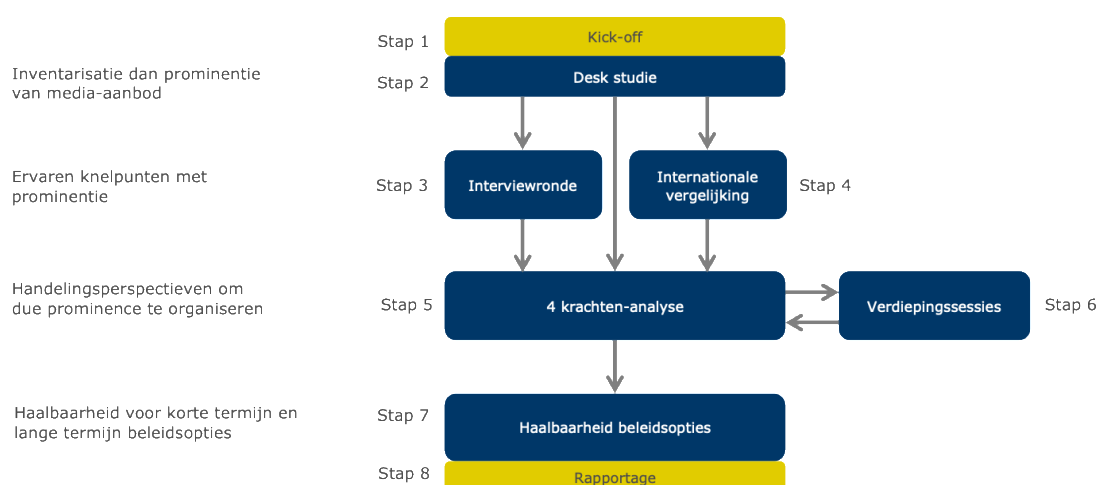 Stap 1
Kick-off
Inventarisatie dan prominentie
van media-aanbod
Stap 2
Desk studie
Ervaren knelpunten met
prominentie
Stap 3
Interviewronde
Internationale
vergelijking
Stap 4
Handelingsperspectieven om
due prominence te organiseren
Stap 5
4 krachten-analyse
Verdiepingssessies
Stap 6
Haalbaarheid voor korte termijn en
lange termijn beleidsopties
Stap 7
Haalbaarheid beleidsopties
Stap 8
Rapportage